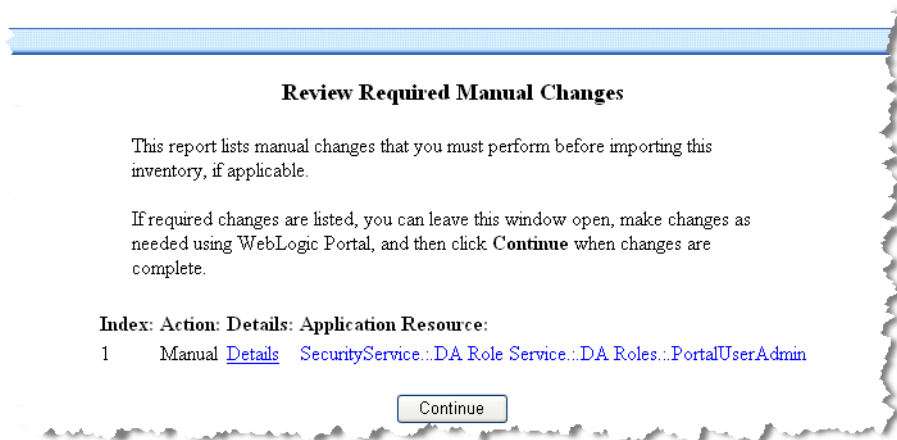 Review Required Manual Changes
This report lists manual changes that you must perform before importing this
inventory, if applicable.
If required changes are listed, you can leave this window open, make changes as
needed using WebLogic Portal, and then click Continue when changes are
complete.
Index: Action: Details: Application Resource:
1 Manual Details SecurityService.:.DA Role Service.:.DA Roles.:.PortalUserAdmin
Continue